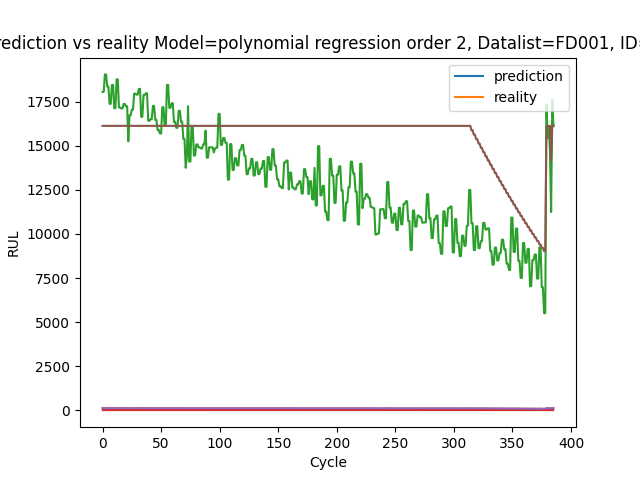 rediction vs reality Model=polynomial regression order 2, Datalist=FD001, ID=
prediction
reality
17500
15000
12500
10000
7500
5000
2500
0
RUL
0 50 100 150 200 250 300 350 400
Cycle